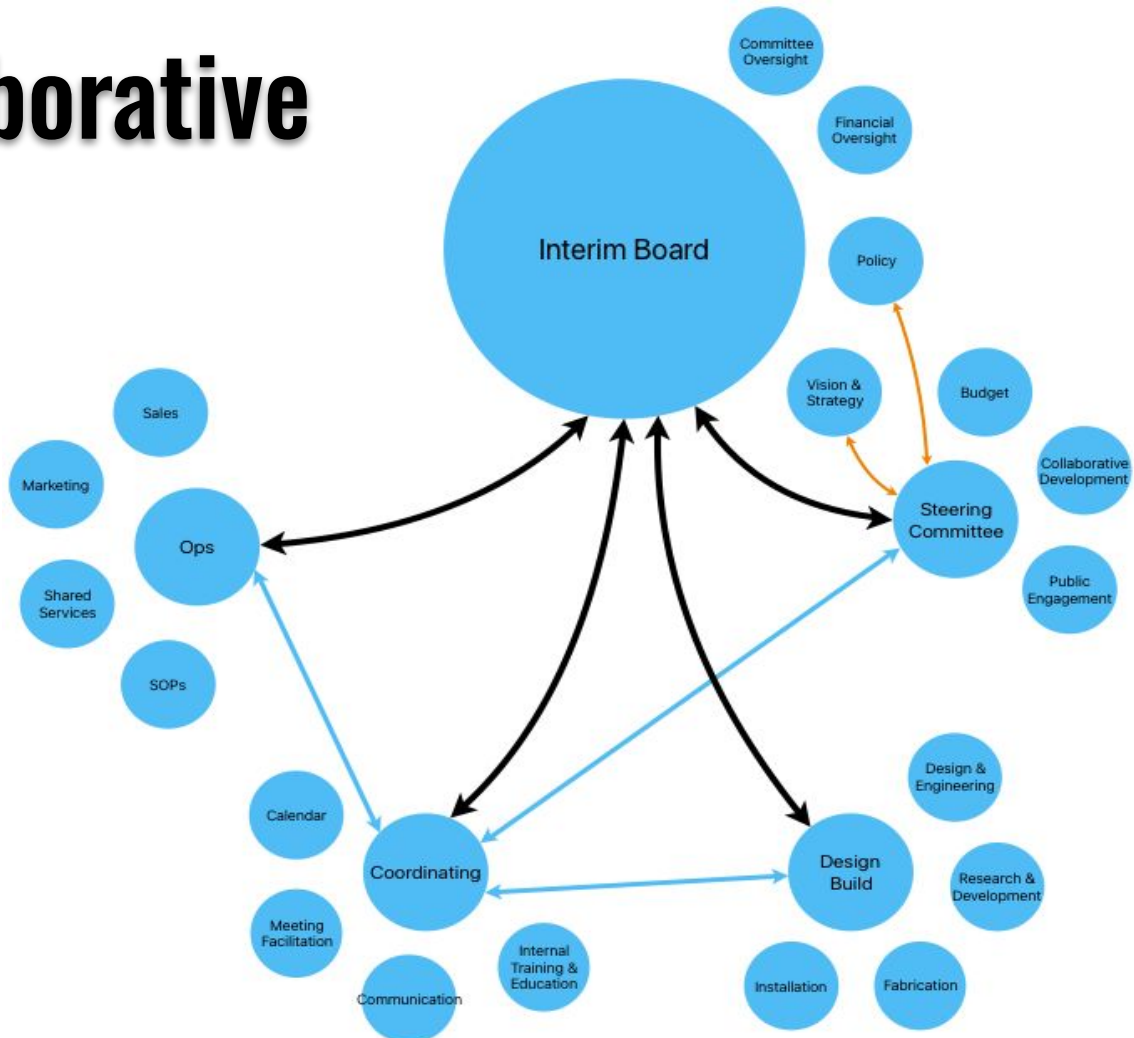 borative
Committee
Oversight
Financial
Oversight
Interim Board
Policy
Vision &
Strategy
Budget
Collaborative
Development
Steering
Committee
Public
Engagement
Sales
Marketing
Ops
Shared
Services
SOPs
Calendar
Coordinating
Meeting
Facilitation
Communication
Internal
Training &
Education
Design &
Engineering
Design
Build
Research &
Development
Installation
Fabrication